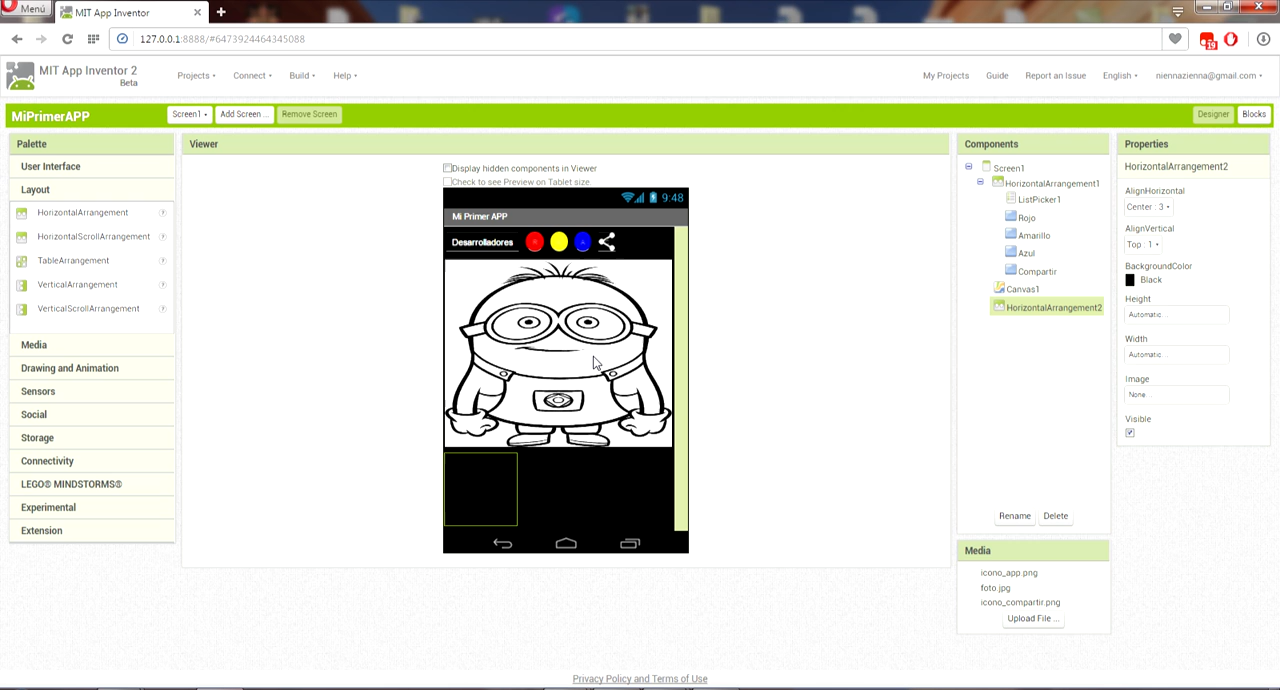 Menú
MIT App Inventor
127.0.0.1:8888/#6473924464345088
19
MIT App Inventor 2
Beta
Projects
Connect
Build
Help
My Projects
Guide
Report an Issue
English
niennazienna@gmail.com
MiPrimerAPP
Screen1
Add Screen ...
Remove Screen
Designer
Blocks
Palette
User Interface
Layout
HorizontalArrangement
HorizontalScrollArrangement
TableArrangement
VerticalArrangement
VerticalScrollArrangement
Media
Drawing and Animation
Sensors
Social
Storage
Connectivity
LEGO® MINDSTORMS®
Experimental
Extension
Viewer
Display hidden components in Viewer
Check to see Preview on Tablet size.
9:48
Mi Primer APP
Desarrolladores
Components
Screen1
HorizontalArrangement1
ListPicker1
Rojo
Amarillo
Azul
Compartir
Canvas1
HorizontalArrangement2
Rename
Delete
Media
icono_app.png
foto.jpg
icono_compartir.png
Upload File ...
Properties
HorizontalArrangement2
AlignHorizontal
Center : 3
AlignVertical
Top : 1
BackgroundColor
Black
Height
Automatic...
Width
Automatic...
Image
None...
Visible
Privacy Policy and Terms of Use